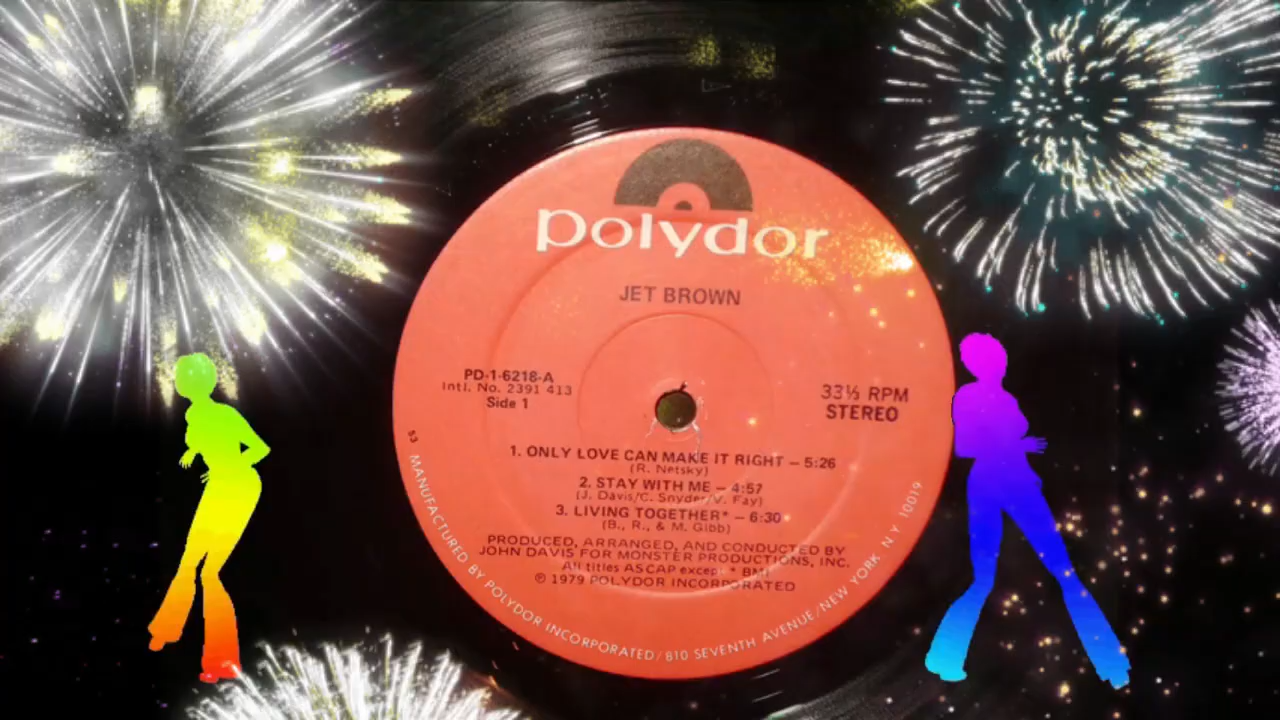 polydor
JET BROWN
PD-1-6218-A
Intl. No. 2391 413
Side 1
33⅓ RPM
STEREO
1. ONLY LOVE CAN MAKE IT RIGHT – 5:26
(R. Netsky)
2. STAY WITH ME – 4:57
(J. Davis/C. Snyder/V. Fay)
3. LIVING TOGETHER* – 6:30
(B., R., & M. Gibb)
PRODUCED, ARRANGED, AND CONDUCTED BY
JOHN DAVIS FOR MONSTER PRODUCTIONS, INC.
All titles ASCAP except * BMI
℗ 1979 POLYDOR INCORPORATED
53 MANUFACTURED BY POLYDOR INCORPORATED/810 SEVENTH AVENUE/NEW YORK, N.Y. 10019